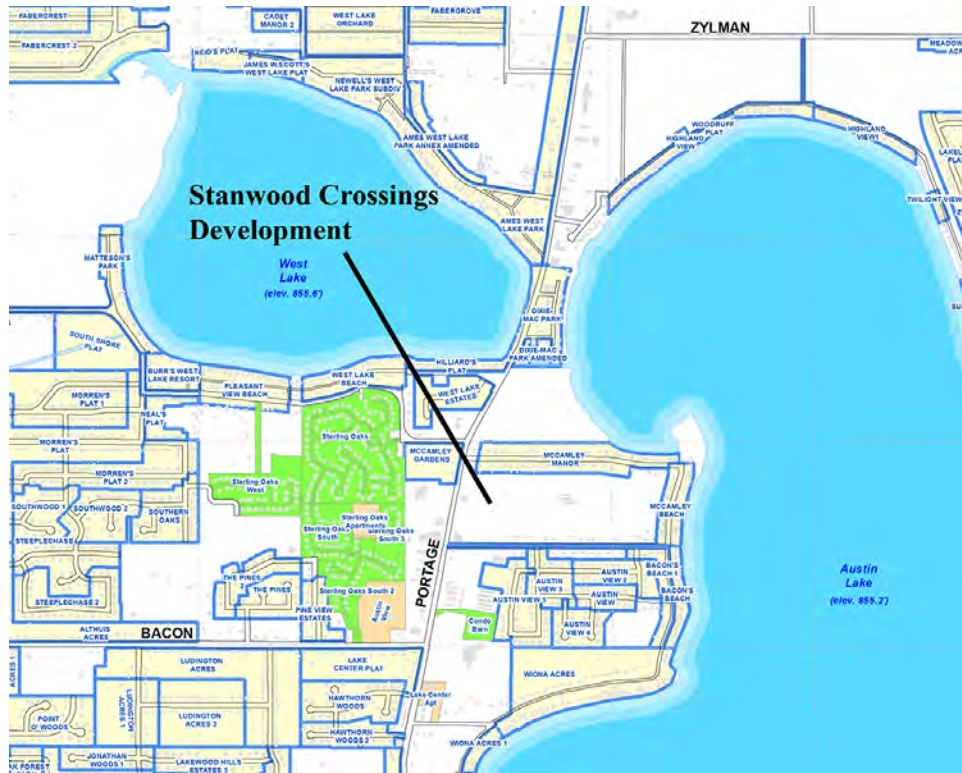 FABERCREST
FABERCREST 2
CADET
MANOR 2
WEST LAKE
ORCHARD
FABERGROVE
ZYLMAN
REID'S PLAT
JAMES W.SCOTT'S
WEST LAKE PLAT
NEWELL'S WEST
LAKE PARK SUBDIV
AMES WEST LAKE
PARK ANNEX AMENDED
WOODRUFF
PLAT
HIGHLAND
VIEW
HIGHLAND VIEW1
TWILIGHT VIEW
Stanwood Crossings
Development
AMES WEST
LAKE PARK
MATTESON'S
PARK
West
Lake
(elev. 855.6')
DIXIE-
MAC PARK
DIXIE-MAC
PARK AMENDED
SOUTH SHORE
PLAT
BURR'S WEST
LAKE RESORT
PLEASANT
VIEW BEACH
WEST LAKE
BEACH
HILLIARD'S
PLAT
WEST LAKE
ESTATES
MORREN'S
PLAT 1
NEAL'S
PLAT
MORREN'S
PLAT
Sterling Oaks
MCCAMLEY
GARDENS
MCCAMLEY
MANOR
MORREN'S
PLAT 2
Sterling Oaks
West
SOUTHWOOD 1
SOUTHWOOD 2
SOUTHERN
OAKS
MCCAMLEY
BEACH
Sterling Oaks
Apartments
Sterling Oaks
South
Sterling Oaks
South 3
STEEPLECHASE
STEEPLECHASE 2
THE PINES
2
THE PINES
PINE VIEW
ESTATES
Sterling Oaks South 2
Austin
View
PORTAGE
AUSTIN
VIEW 3
AUSTIN
VIEW 2
AUSTIN VIEW 5
AUSTIN
VIEW
AUSTIN
VIEW 4
BACON'S
BEACH 1
BACON'S
BEACH
Austin
Lake
(elev. 855.2')
ALTHUIS
ACRES
BACON
Condo
Barn
LUDINGTON
ACRES
LAKE
CENTER PLAT
WIONA ACRES
LUDINGTON
ACRES 1
LUDINGTON
ACRES 2
HAWTHORN
WOODS
Lake Center
Apt
POINT
O' WOODS
HAWTHORN
WOODS 2
WIONA ACRES 1
JONATHAN
WOODS 1
LAKEWOOD HILLS
ESTATES 3